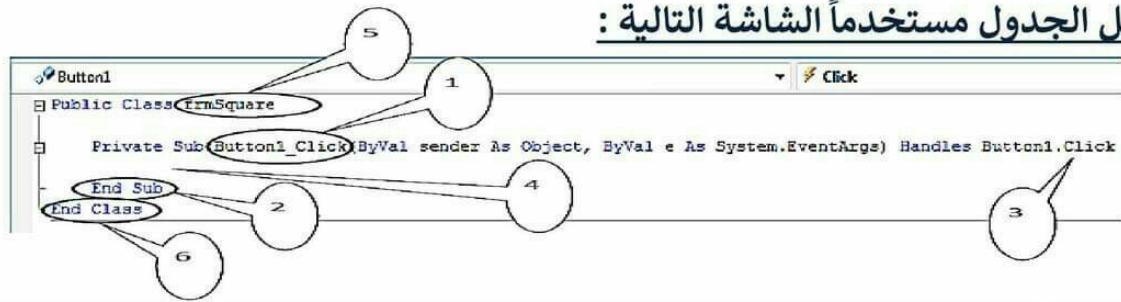 ل الجدول مستخدماً الشاشة التالية :
5
Button1
Click
1
Public Class frmSquare
Private Sub Button1_Click(ByVal sender As Object, ByVal e As System.EventArgs) Handles Button1.Click
4
End Sub
2
3
End Class
6